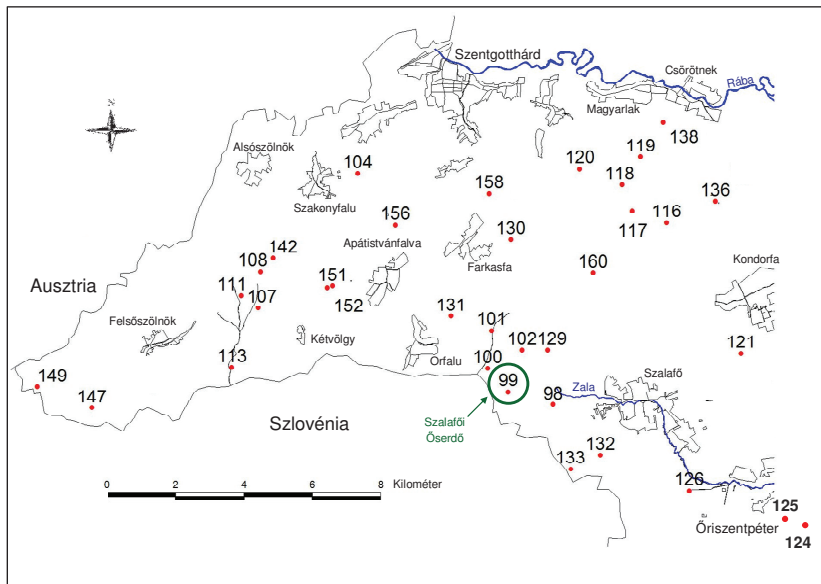 Szentgotthárd
Csörötnek
Rába
Magyarlak
138
Alsószölnök
119
104
120
118
Szakonyfalu
158
136
156
116
117
130
Apátistvánfalva
142
Farkasfa
108
160
Kondorfa
Ausztria
151
111
107
152
131
Felsőszölnök
101
Kétvölgy
102 129
121
Orfalu
113
100
99
Szalafő
149
98
Zala
147
Szlovénia
Szalafői
Őserdő
132
133
0 2 4 6 8 Kilométer
126
125
Őriszentpéter
124